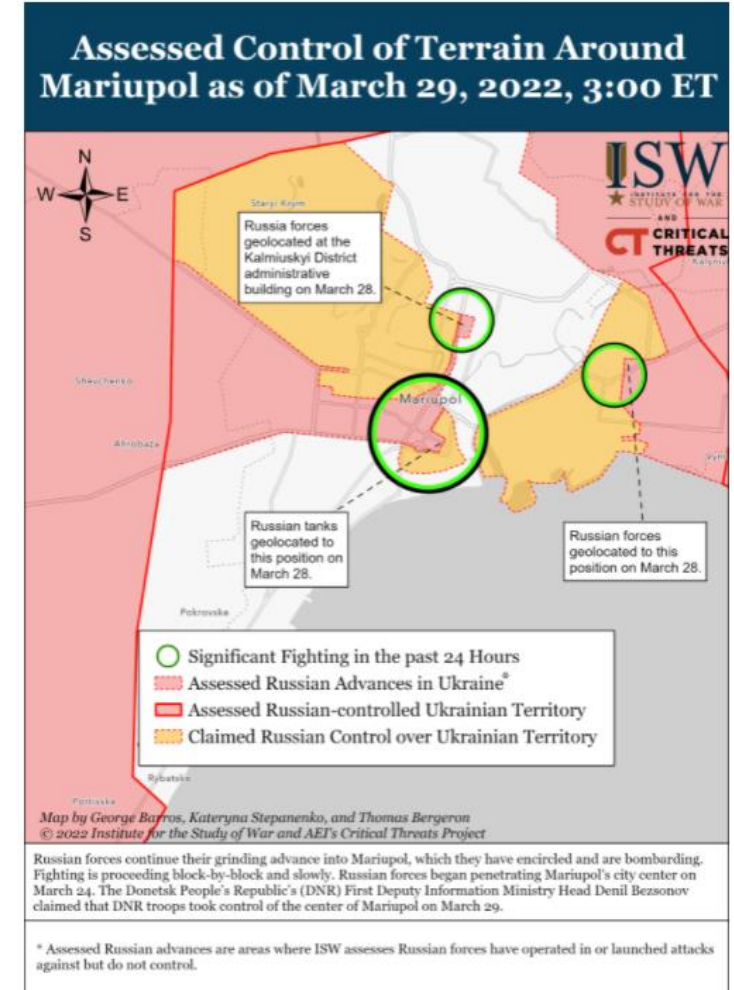 Assessed Control of Terrain Around
Mariupol as of March 29, 2022, 3:00 ET
N
W
E
S
ISW
INSTITUTE FOR THE
STUDY OF WAR
AND
CT CRITICAL
THREATS
Staryi Krym
Russia forces
geolocated at the
Kalmiuskyi District
administrative
building on March 28.
Shevchenko
Afrobaza
Mariupol
Russian tanks
geolocated to
this position on
March 28.
Russian forces
geolocated to this
position on March 28.
Pokrovske
Significant Fighting in the past 24 Hours
Assessed Russian Advances in Ukraine*
Assessed Russian-controlled Ukrainian Territory
Claimed Russian Control over Ukrainian Territory
Rybatske
Map by George Barros, Kateryna Stepanenko, and Thomas Bergeron
© 2022 Institute for the Study of War and AEI's Critical Threats Project
Russian forces continue their grinding advance into Mariupol, which they have encircled and are bombarding.
Fighting is proceeding block-by-block and slowly. Russian forces began penetrating Mariupol's city center on
March 24. The Donetsk People's Republic's (DNR) First Deputy Information Ministry Head Denil Bezsonov
claimed that DNR troops took control of the center of Mariupol on March 29.
* Assessed Russian advances are areas where ISW assesses Russian forces have operated in or launched attacks
against but do not control.